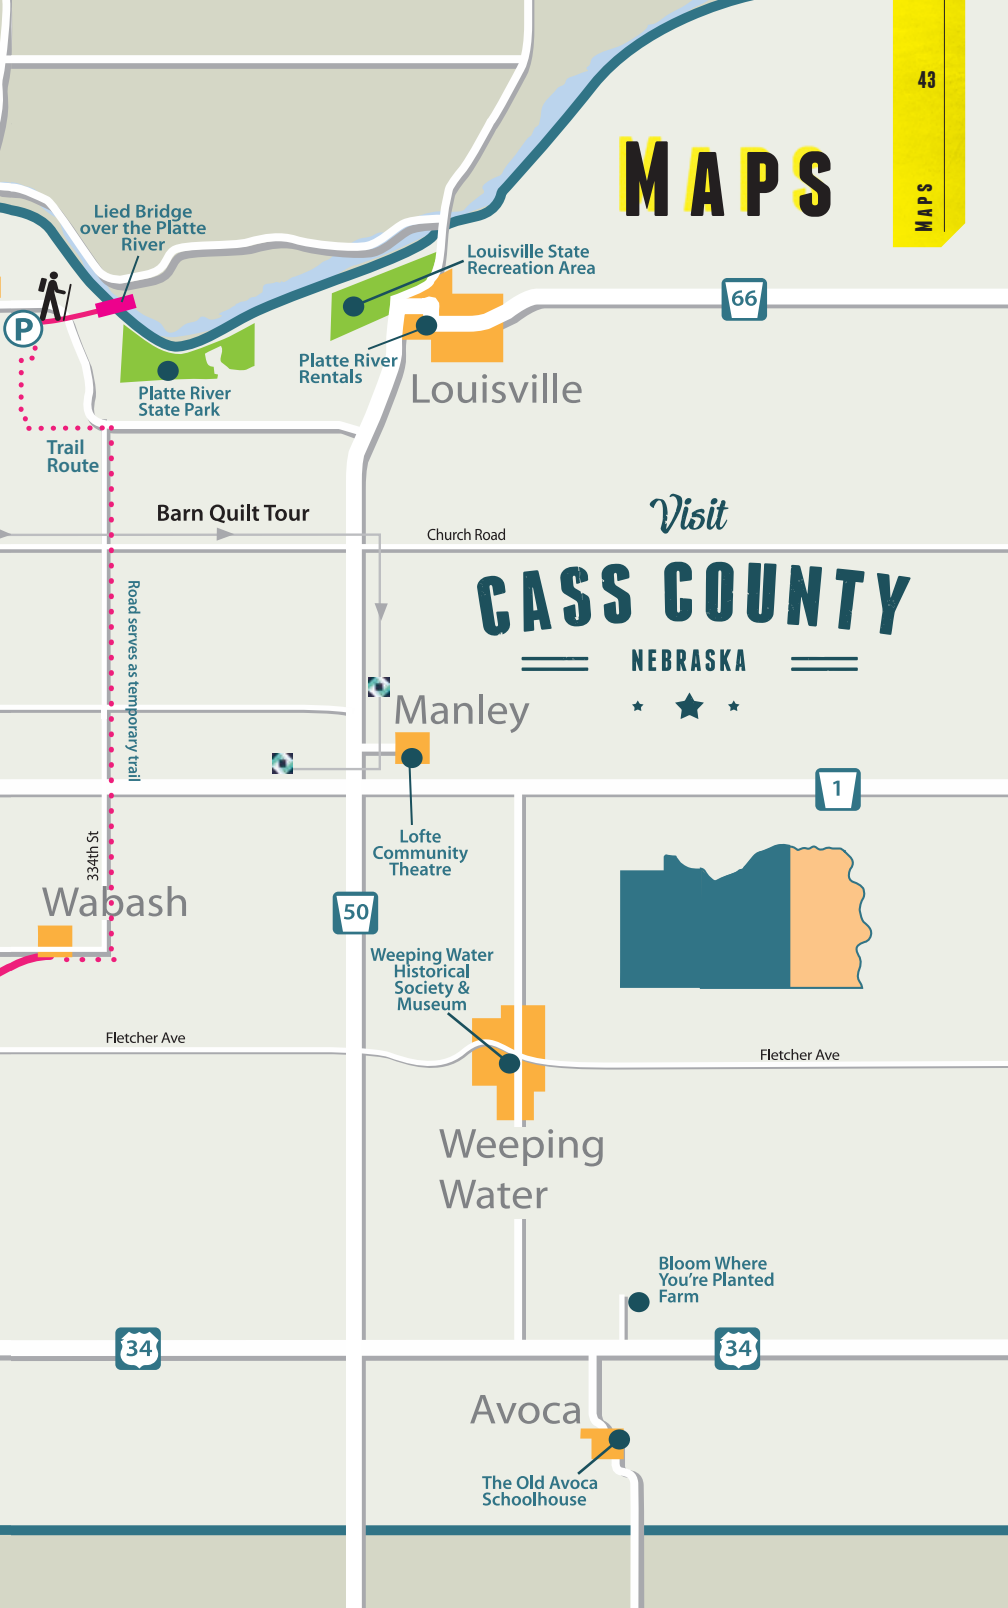 43
MAPS
MAPS
Lied Bridge
over the Platte
River
Louisville State
Recreation Area
66
P
Platte River
Rentals
Platte River
State Park
Louisville
Trail
Route
Barn Quilt Tour
Church Road
Visit
CASS COUNTY
NEBRASKA
Road serves as temporary trail
Manley
1
Lofte
Community
Theatre
334th St
Wabash
50
Weeping Water
Historical
Society &
Museum
Fletcher Ave
Fletcher Ave
Weeping
Water
Bloom Where
You're Planted
Farm
34
34
Avoca
The Old Avoca
Schoolhouse